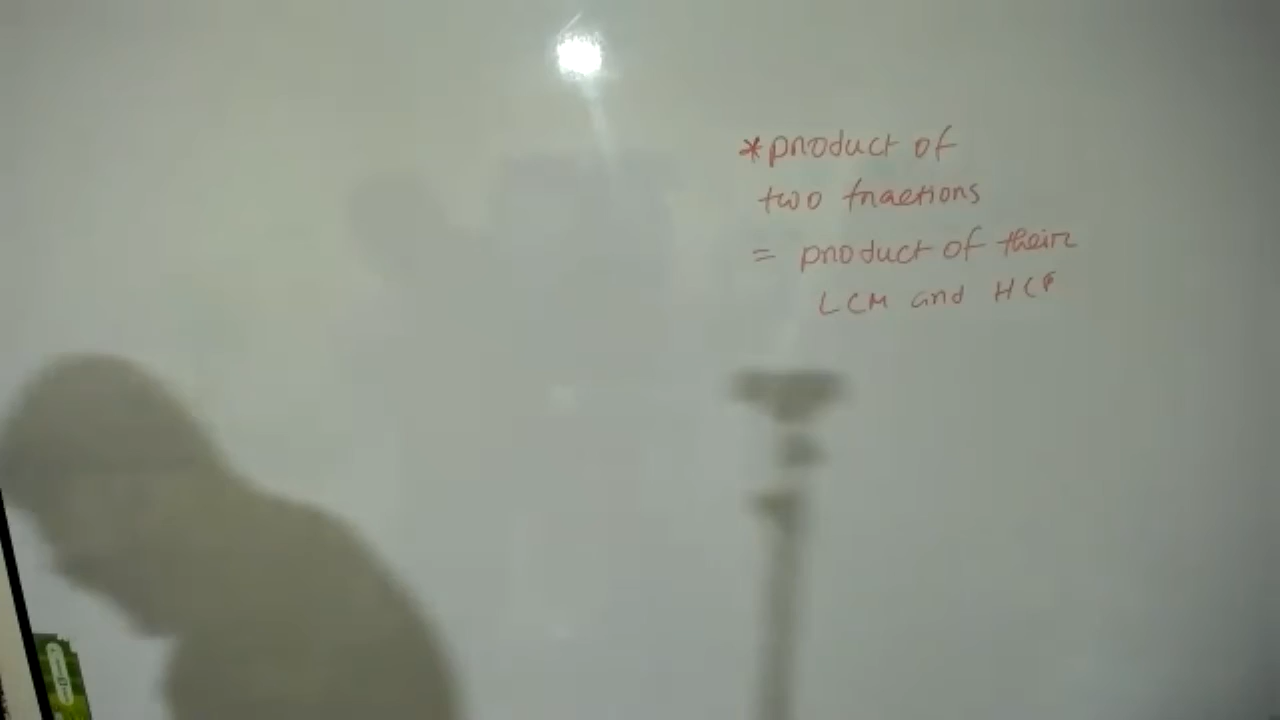 *product of
two fractions
= product of their
LCM and HCF